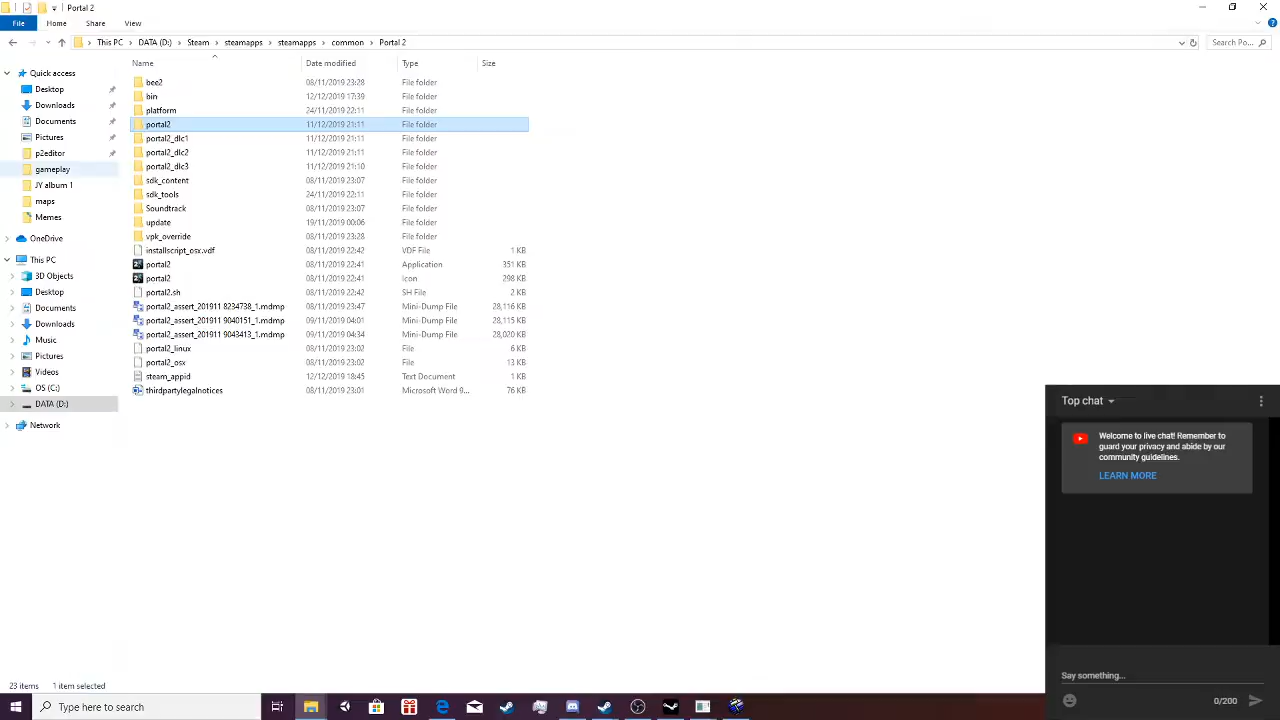 Portal 2
File Home Share View
This PC DATA (D:) Steam steamapps steamapps common Portal 2 Search Po...
Name Date modified Type Size
Quick access
Desktop
Downloads
Documents
Pictures
p2editor
gameplay
JY album 1
maps
Memes
OneDrive
This PC
3D Objects
Desktop
Documents
Downloads
Music
Pictures
Videos
OS (C:)
DATA (D:)
Network
bee2 08/11/2019 23:28 File folder
bin 12/12/2019 17:39 File folder
platform 24/11/2019 22:11 File folder
portal2 11/12/2019 21:11 File folder
portal2_dlc1 11/12/2019 21:11 File folder
portal2_dlc2 11/12/2019 21:11 File folder
portal2_dlc3 11/12/2019 21:10 File folder
sdk_content 08/11/2019 23:07 File folder
sdk_tools 24/11/2019 22:11 File folder
Soundtrack 08/11/2019 23:07 File folder
update 19/11/2019 00:06 File folder
vpk_override 08/11/2019 23:28 File folder
installscript_osx.vdf 08/11/2019 22:42 VDF File 1 KB
portal2 08/11/2019 22:41 Application 351 KB
portal2 08/11/2019 22:41 Icon 298 KB
portal2.sh 08/11/2019 22:42 SH File 2 KB
portal2_assert_201911 8234738_1.mdmp 08/11/2019 23:47 Mini-Dump File 28,116 KB
portal2_assert_201911 9040151_1.mdmp 09/11/2019 04:01 Mini-Dump File 28,115 KB
portal2_assert_201911 9043413_1.mdmp 09/11/2019 04:34 Mini-Dump File 28,020 KB
portal2_linux 08/11/2019 23:02 File 6 KB
portal2_osx 08/11/2019 23:02 File 13 KB
steam_appid 12/12/2019 18:45 Text Document 1 KB
thirdpartylegalnotices 08/11/2019 23:01 Microsoft Word 9... 76 KB
Top chat
Welcome to live chat! Remember to
guard your privacy and abide by our
community guidelines.
LEARN MORE
Say something...
0/200
23 items 1 item selected
Type here to search